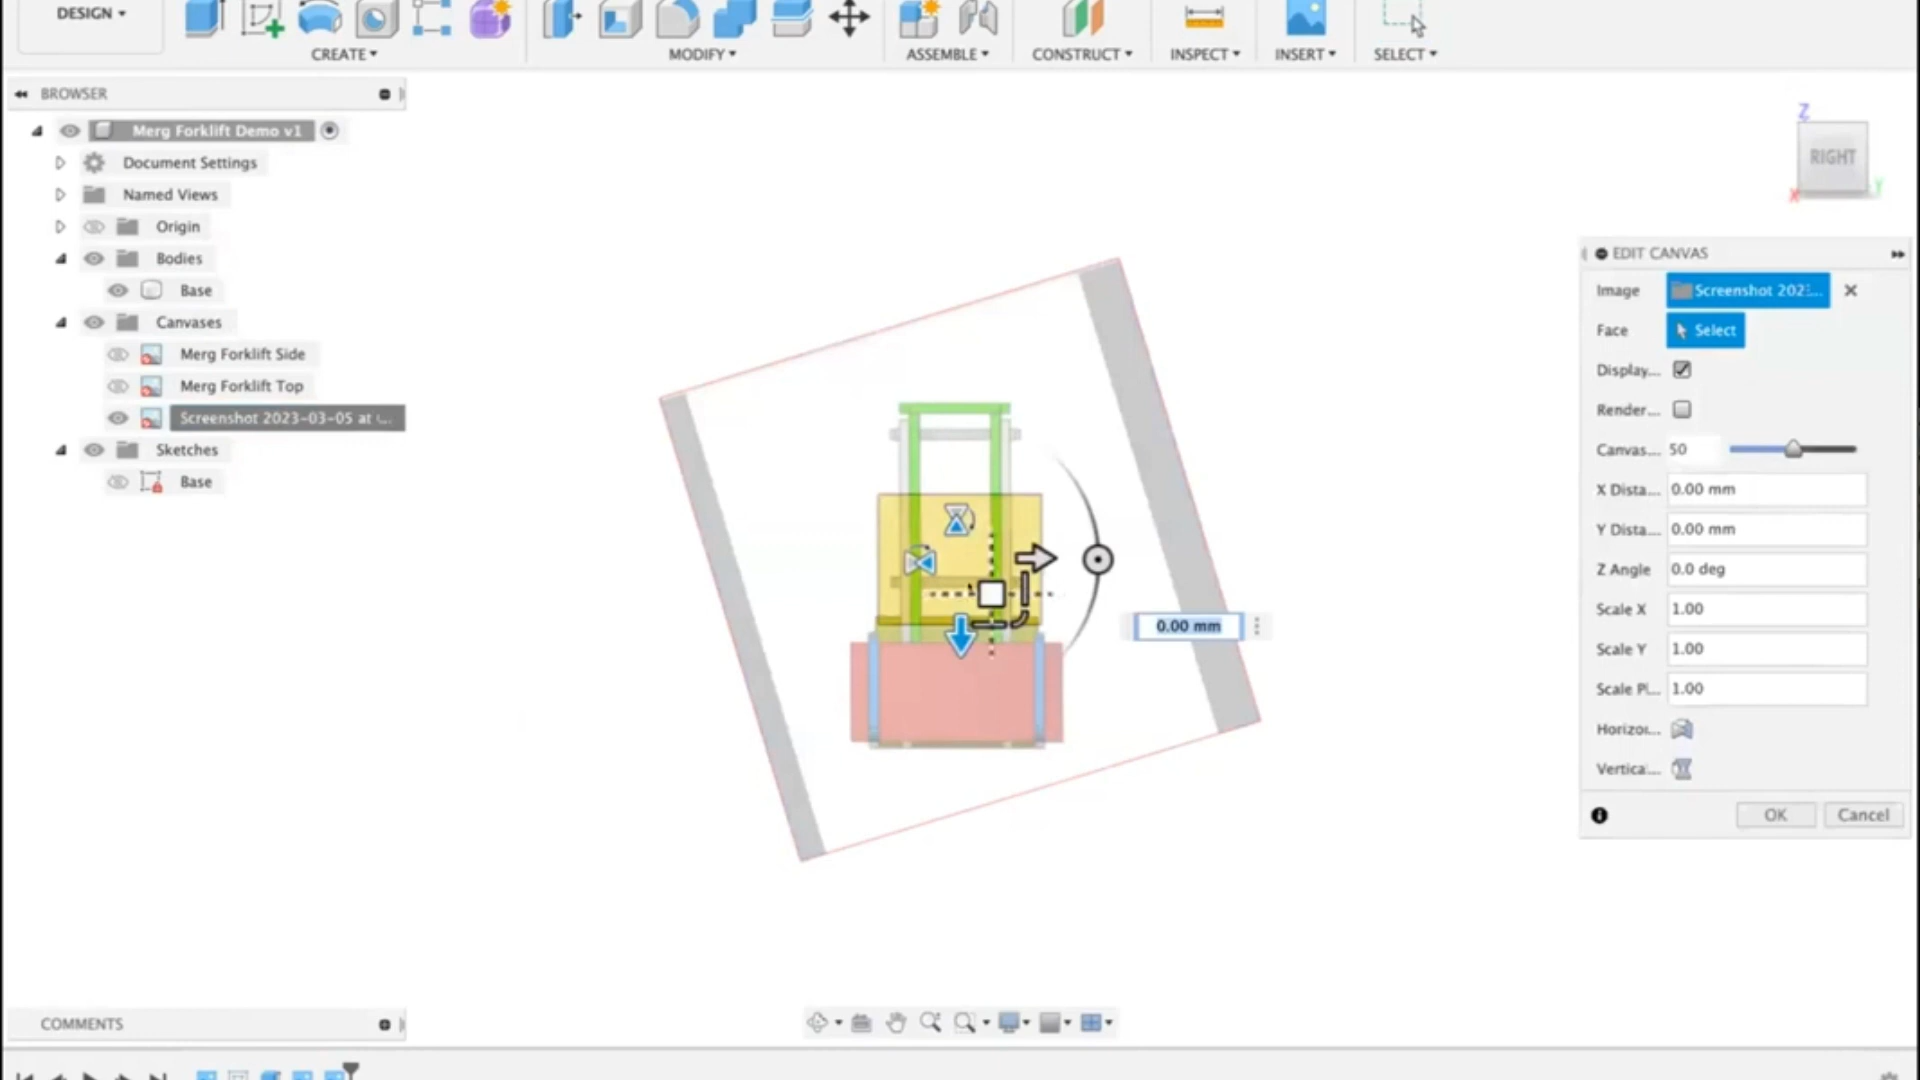 DESIGN
CREATE
MODIFY
ASSEMBLE
CONSTRUCT
INSPECT
INSERT
SELECT
BROWSER
Merg Forklift Demo v1
Document Settings
Named Views
Origin
Bodies
Base
Canvases
Merg Forklift Side
Merg Forklift Top
Screenshot 2023-03-05 at
Sketches
Base
Z
RIGHT
X
Y
EDIT CANVAS
Image Screenshot 202...
Face Select
Display...
Render...
Canvas... 50
X Dista... 0.00 mm
Y Dista... 0.00 mm
Z Angle 0.0 deg
Scale X 1.00
Scale Y 1.00
Scale Pl... 1.00
Horizo...
Vertica...
OK Cancel
0.00 mm
COMMENTS